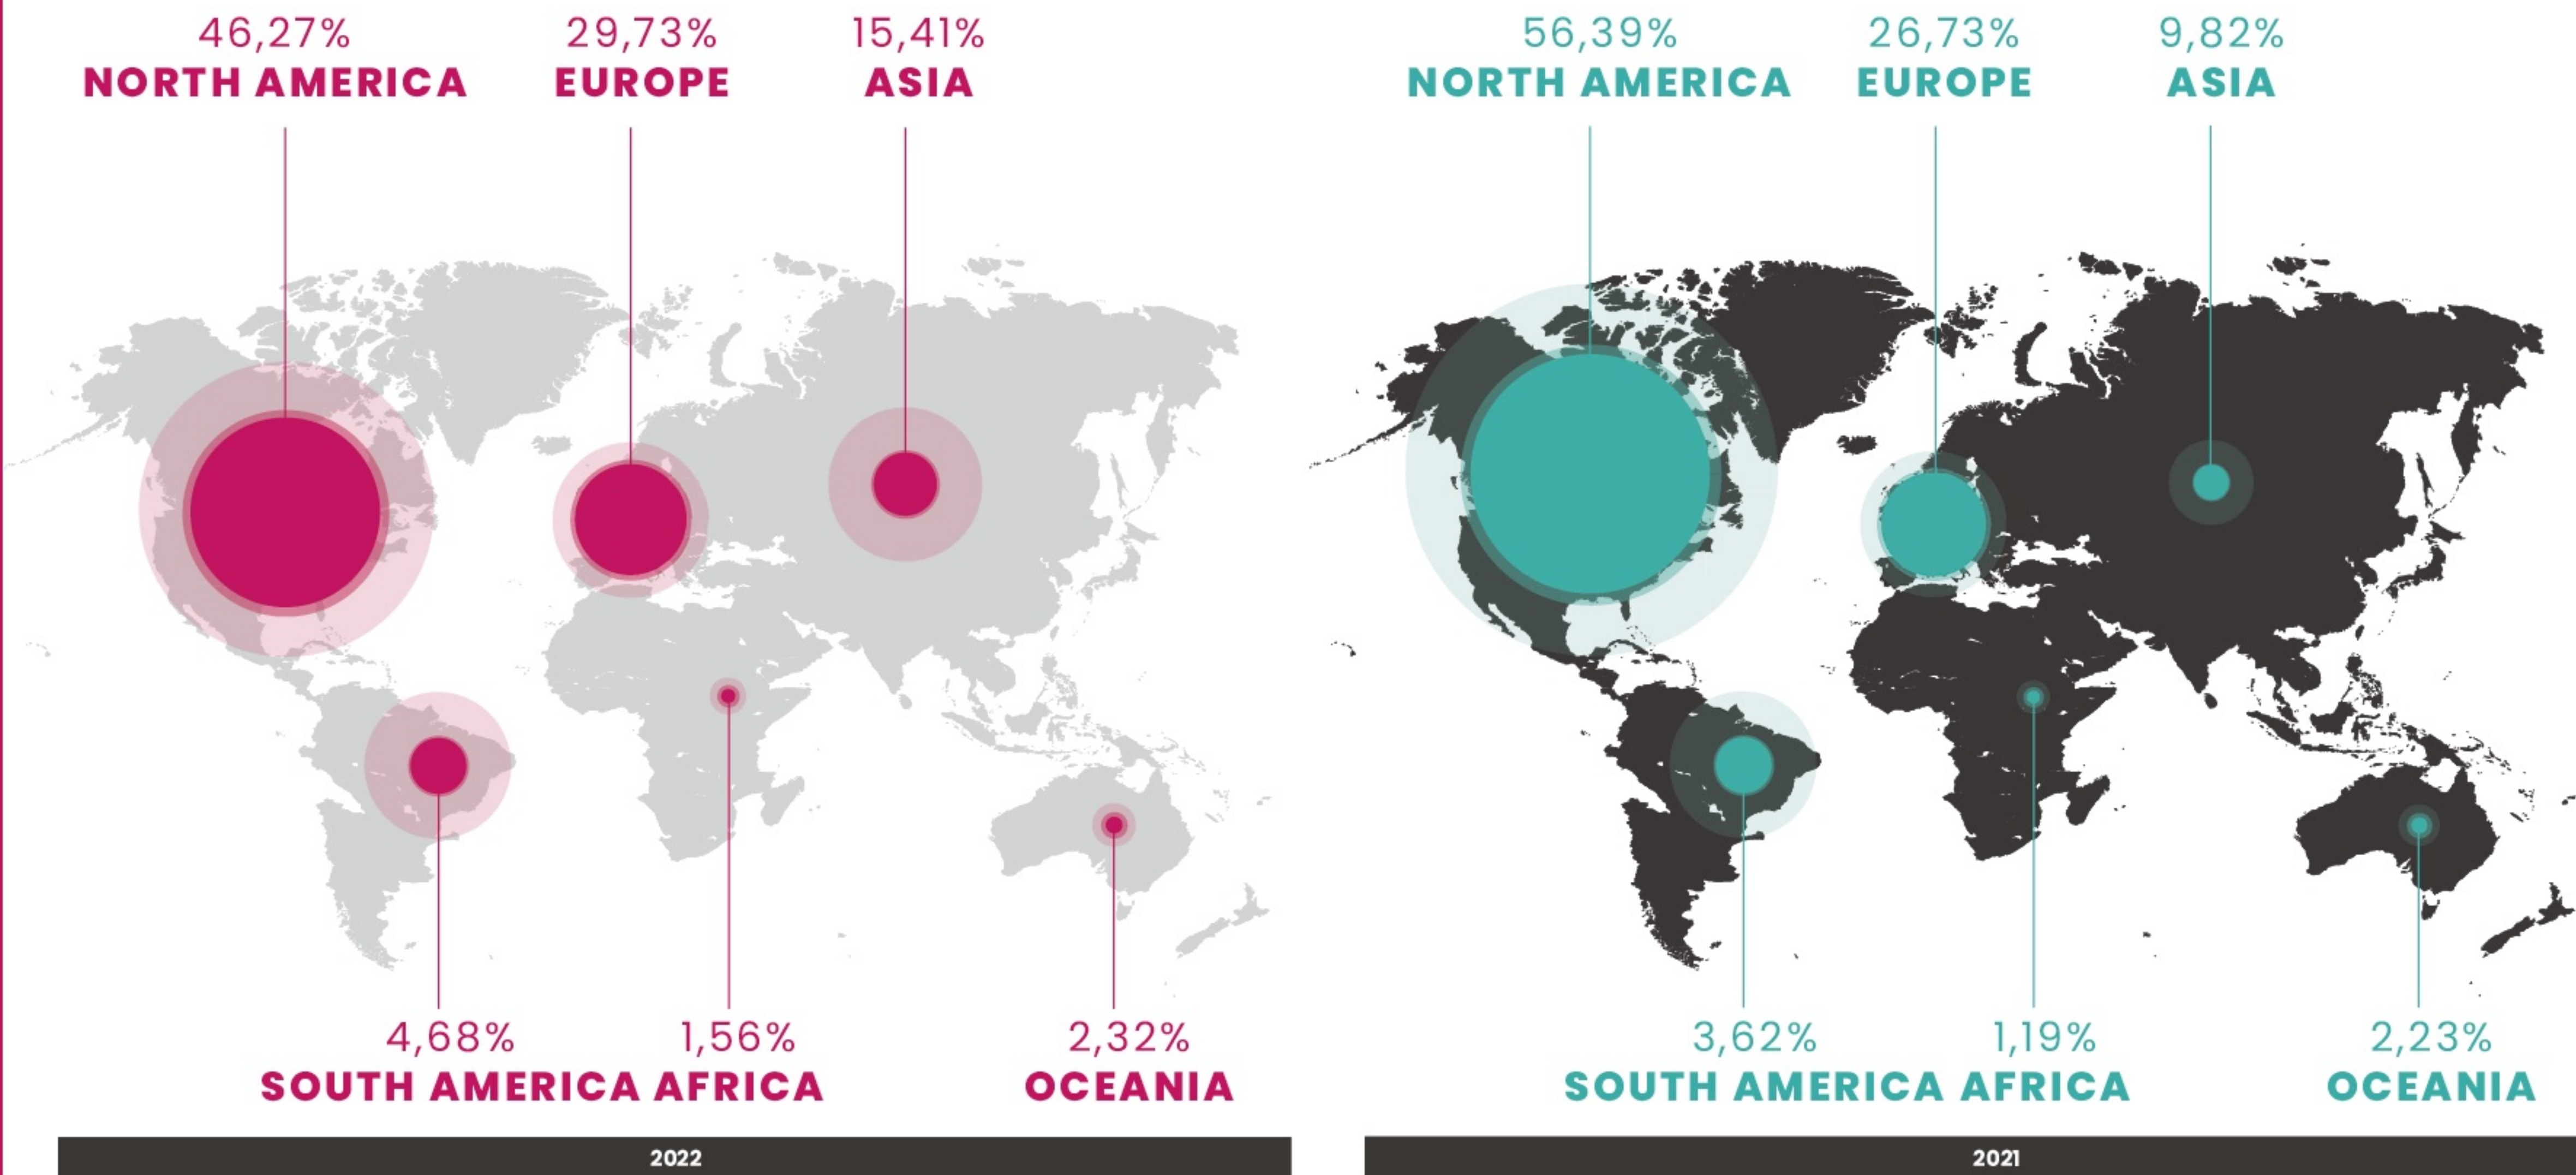 46,27%
NORTH AMERICA
29,73%
EUROPE
15,41%
ASIA
4,68%
SOUTH AMERICA
1,56%
AFRICA
2,32%
OCEANIA
2022
56,39%
NORTH AMERICA
26,73%
EUROPE
9,82%
ASIA
3,62%
SOUTH AMERICA
1,19%
AFRICA
2,23%
OCEANIA
2021